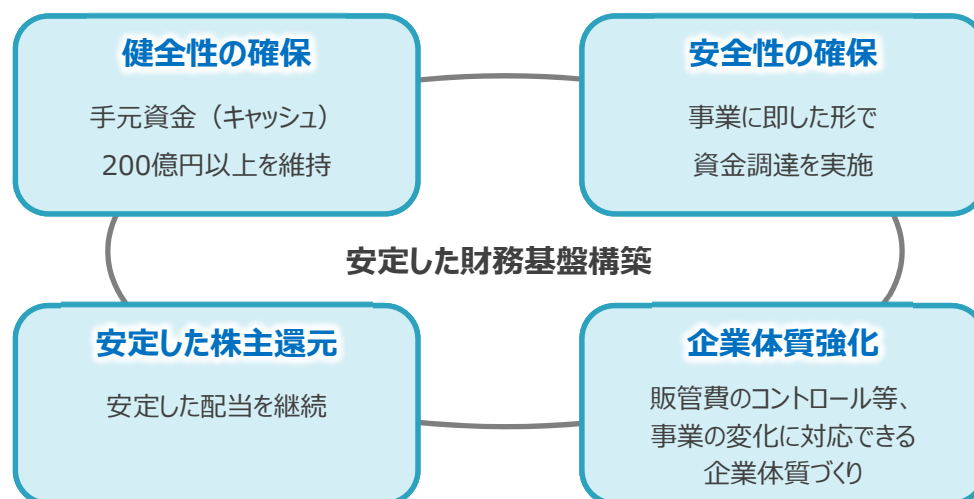 健全性の確保
手元資金（キャッシュ）
200億円以上を維持
安全性の確保
事業に即した形で
資金調達を実施
安定した財務基盤構築
安定した株主還元
安定した配当を継続
企業体質強化
販管費のコントロール等、
事業の変化に対応できる
企業体質づくり